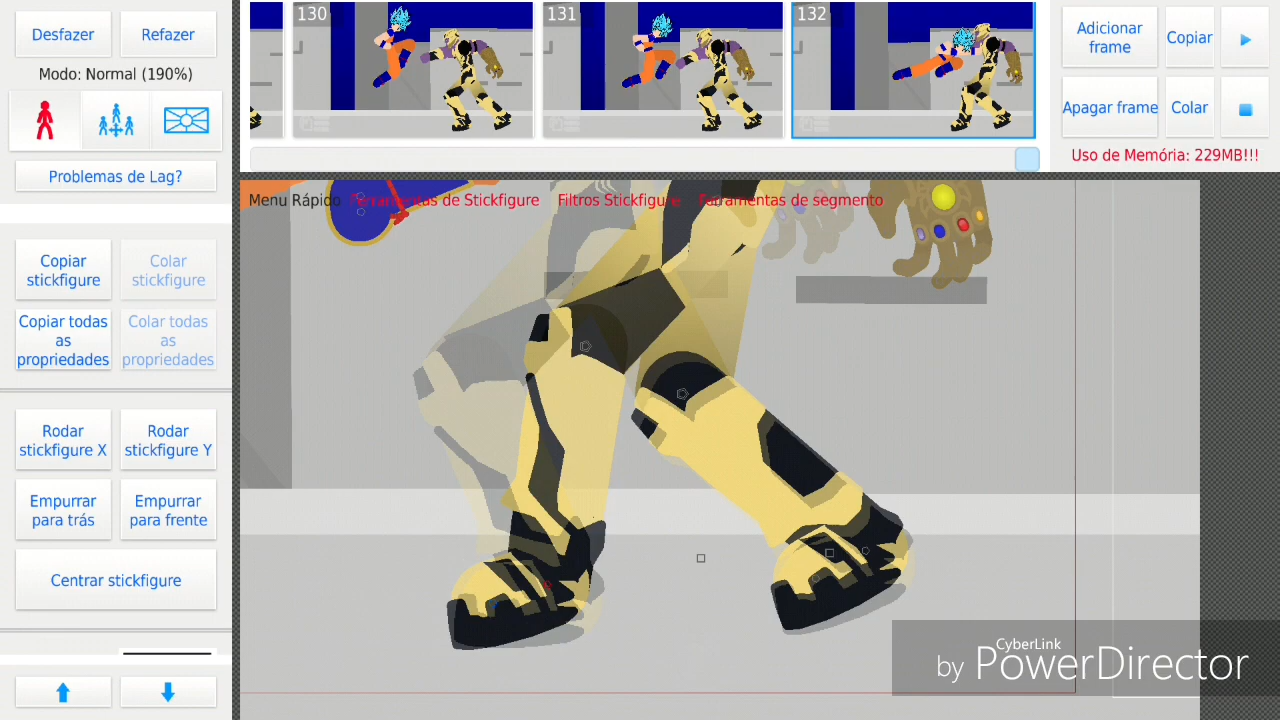 Desfazer
Refazer
Modo: Normal (190%)
Problemas de Lag?
Copiar
stickfigure
Colar
stickfigure
Copiar todas
as
propriedades
Colar todas
as
propriedades
Rodar
stickfigure X
Rodar
stickfigure Y
Empurrar
para trás
Empurrar
para frente
Centrar stickfigure
130
131
132
Adicionar
frame
Copiar
Apagar frame
Colar
Uso de Memória: 229MB!!!
Menu Rápido
Ferramentas de Stickfigure
Filtros Stickfigure
Ferramentas de segmento
CyberLink
by PowerDirector